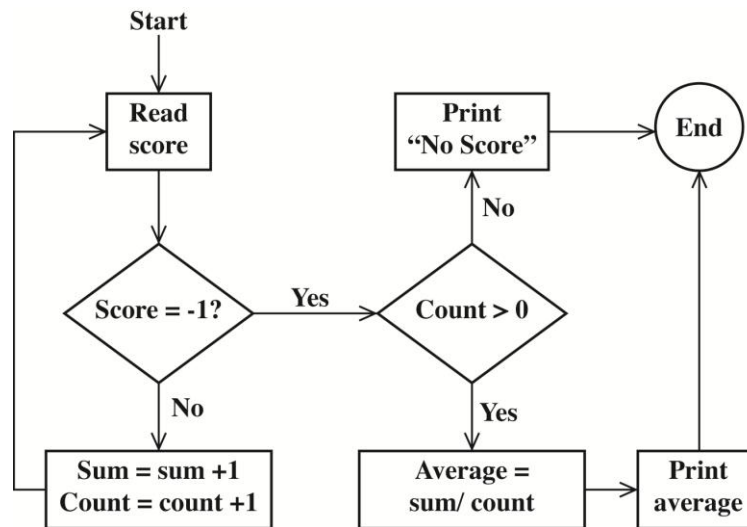 Start
Read
score
Score = -1?
Yes
No
Sum = sum +1
Count = count +1
Print
“No Score”
End
No
Count > 0
Yes
Average =
sum/ count
Print
average